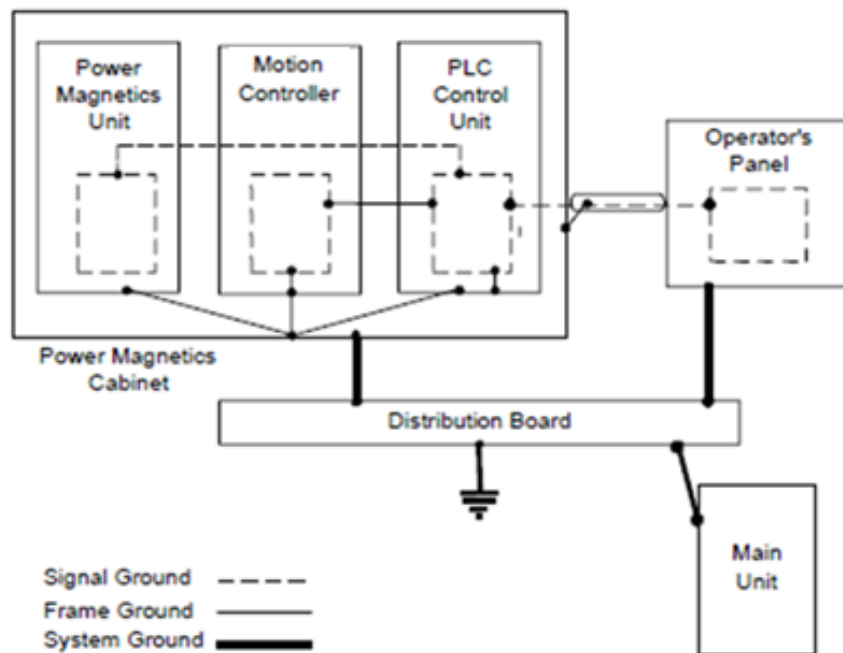 Power
Magnetics
Unit
Motion
Controller
PLC
Control
Unit
Operator's
Panel
Power Magnetics
Cabinet
Distribution Board
Main
Unit
Signal Ground
Frame Ground
System Ground